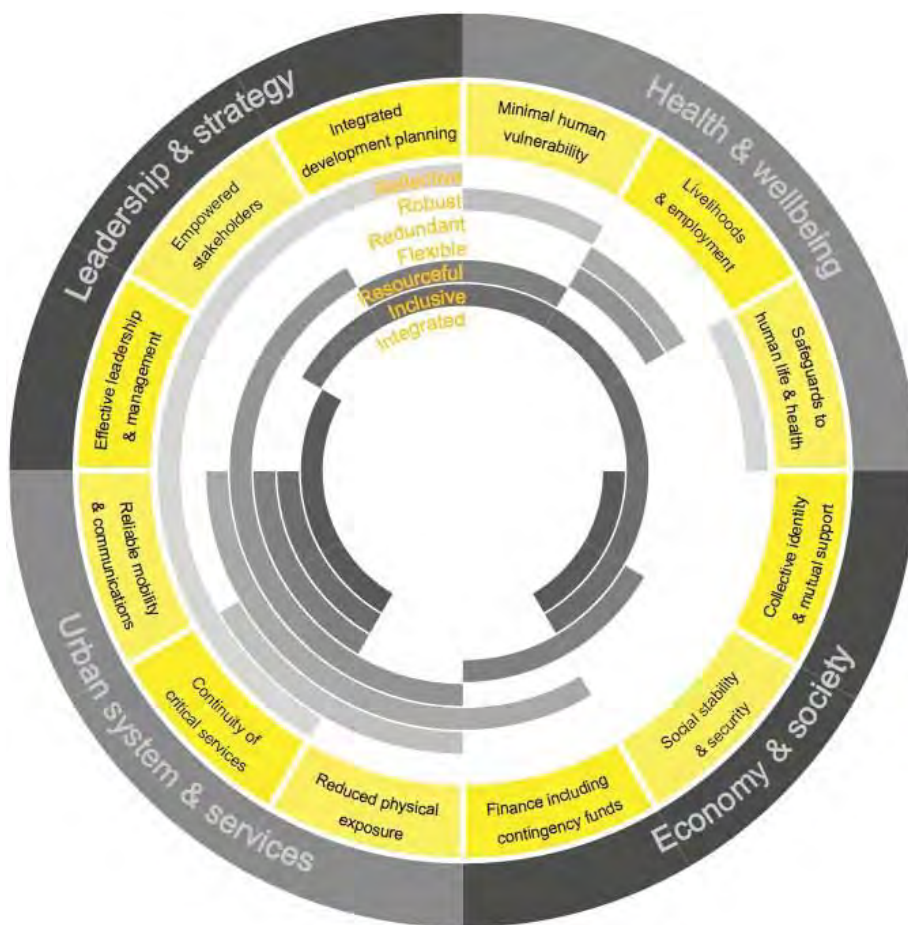 Leadership & strategy
Health & wellbeing
Economy & society
Urban system & services
Integrated
development planning
Minimal human
vulnerability
Livelihoods
& employment
Safeguards to
human life & health
Collective identity
& mutual support
Social stability
& security
Finance including
contingency funds
Reduced physical
exposure
Continuity of
critical services
Reliable mobility
& communications
Effective leadership
& management
Empowered
stakeholders
Reflective
Robust
Redundant
Flexible
Resourceful
Inclusive
Integrated